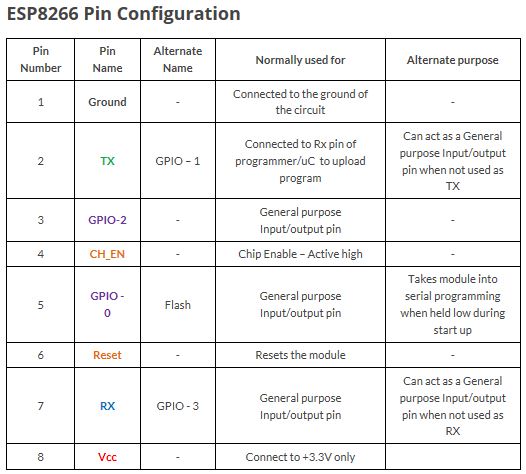 ESP8266 Pin Configuration
Pin Number | Pin Name | Alternate Name | Normally used for | Alternate purpose
1 | Ground | - | Connected to the ground of the circuit | -
2 | TX | GPIO – 1 | Connected to Rx pin of programmer/uC to upload program | Can act as a General purpose Input/output pin when not used as TX
3 | GPIO-2 | - | General purpose Input/output pin | -
4 | CH_EN | - | Chip Enable – Active high | -
5 | GPIO - 0 | Flash | General purpose Input/output pin | Takes module into serial programming when held low during start up
6 | Reset | - | Resets the module | -
7 | RX | GPIO - 3 | General purpose Input/output pin | Can act as a General purpose Input/output pin when not used as RX
8 | Vcc | - | Connect to +3.3V only